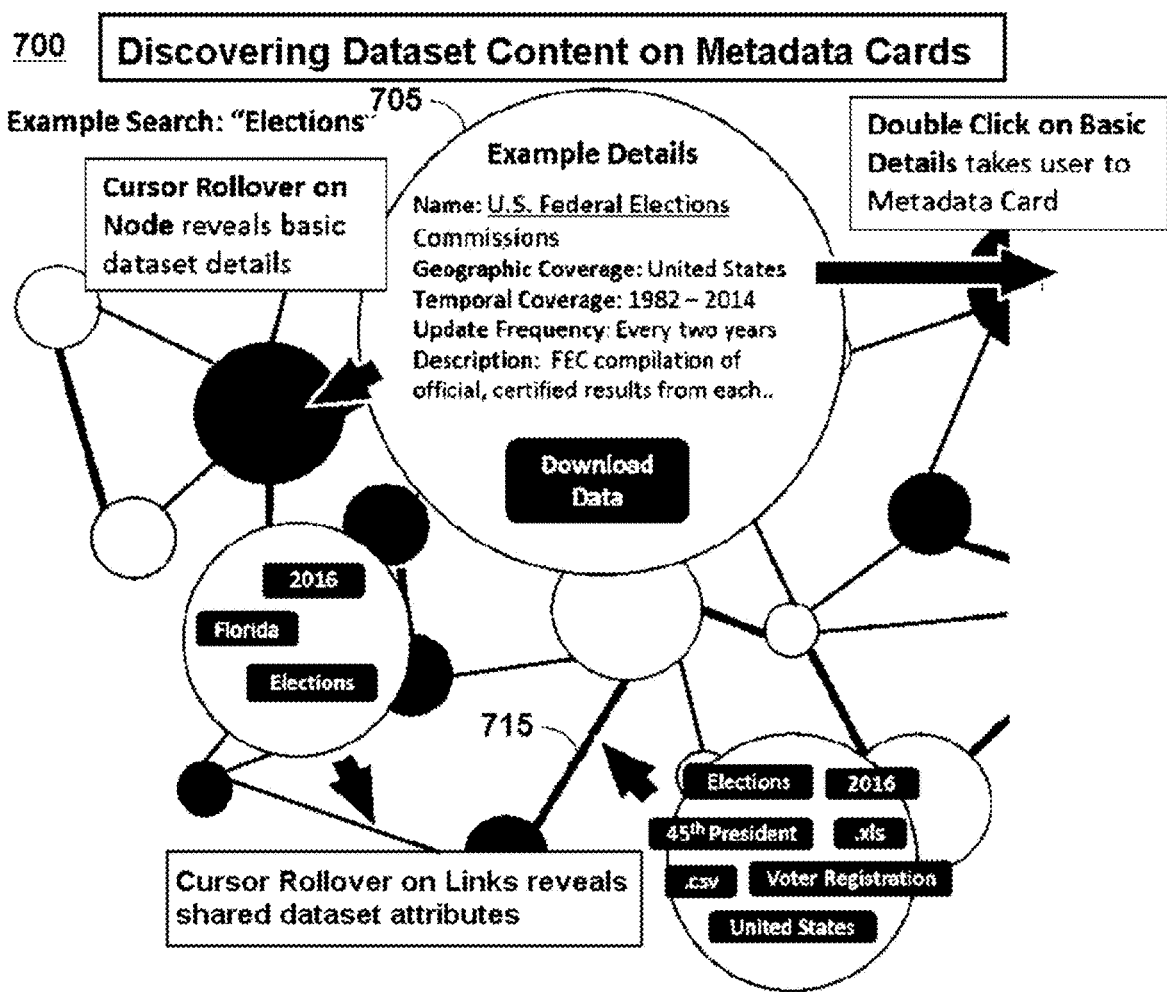 700
Discovering Dataset Content on Metadata Cards
705
Example Search: "Elections"
Cursor Rollover on
Node reveals basic
dataset details
Example Details
Name: U.S. Federal Elections
Commissions
Geographic Coverage: United States
Temporal Coverage: 1982 – 2014
Update Frequency: Every two years
Description: FEC compilation of
official, certified results from each..
Download
Data
Double Click on Basic
Details takes user to
Metadata Card
2016
Florida
Elections
715
Elections
2016
45th President
.xls
.csv
Voter Registration
United States
Cursor Rollover on Links reveals
shared dataset attributes